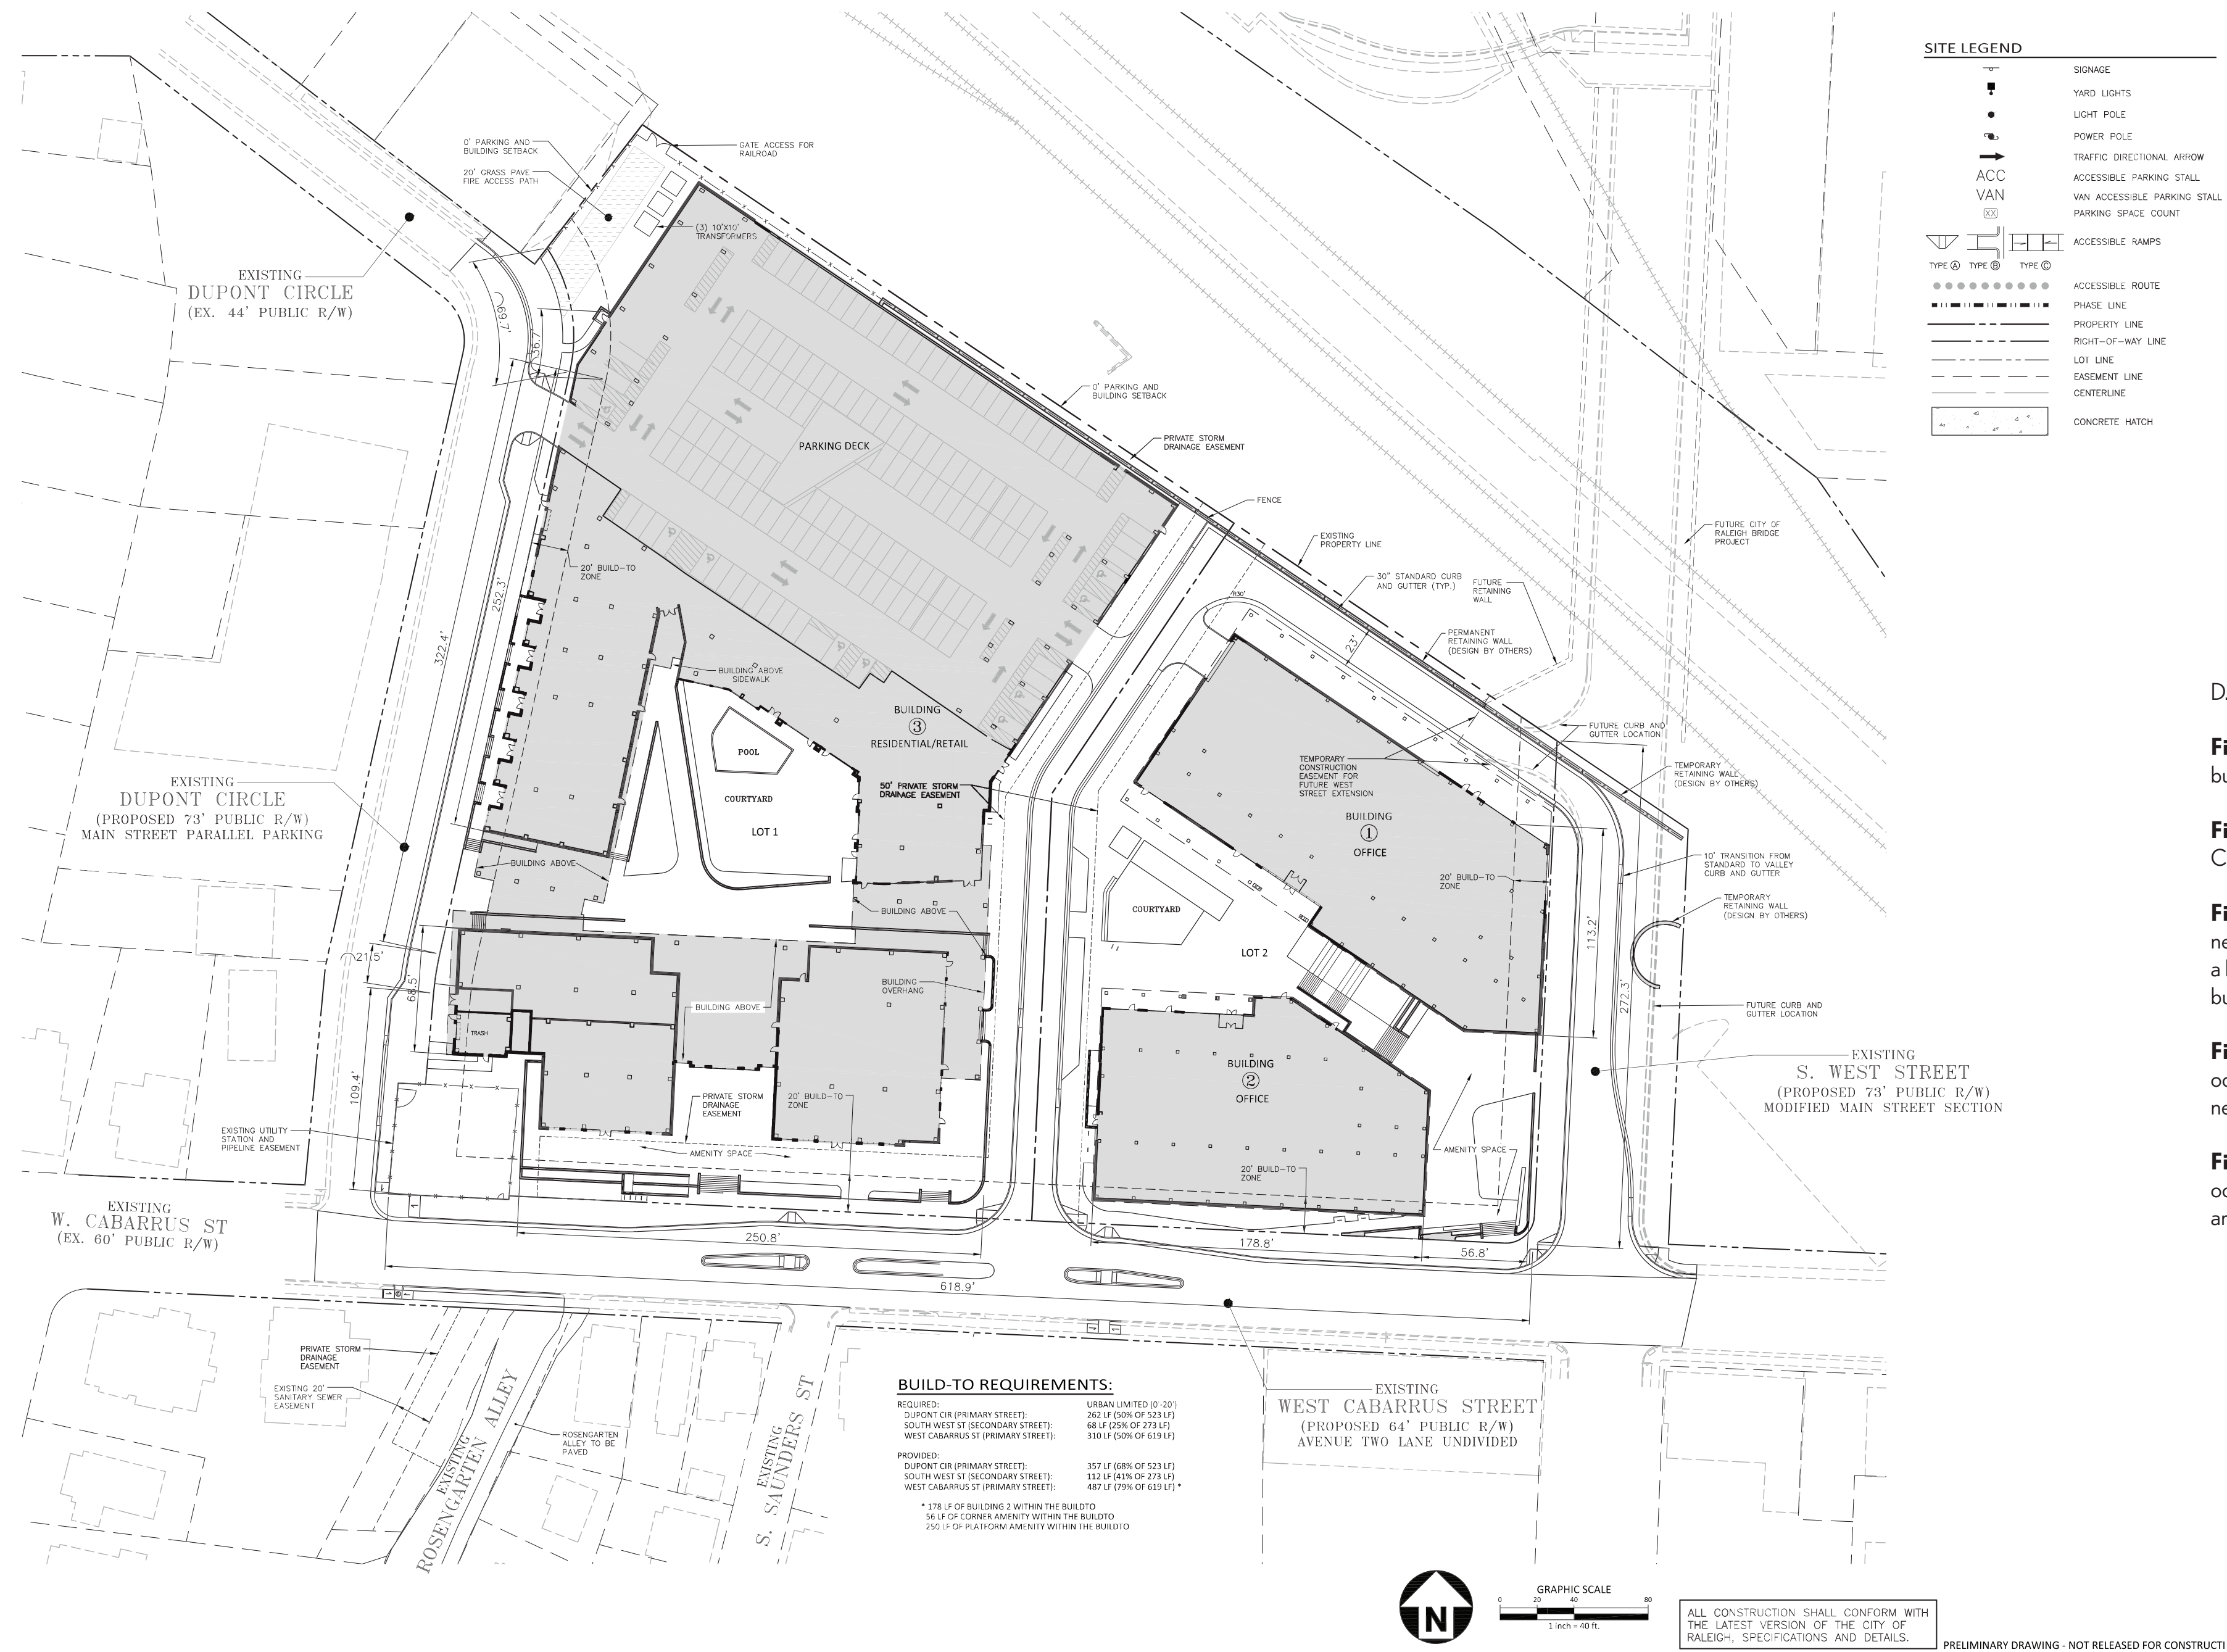 SITE LEGEND
SIGNAGE
YARD LIGHTS
LIGHT POLE
POWER POLE
TRAFFIC DIRECTIONAL ARROW
ACC
ACCESSIBLE PARKING STALL
VAN
VAN ACCESSIBLE PARKING STALL
XX
PARKING SPACE COUNT
ACCESSIBLE RAMPS
TYPE A
TYPE B
TYPE C
ACCESSIBLE ROUTE
PHASE LINE
PROPERTY LINE
RIGHT-OF-WAY LINE
LOT LINE
EASEMENT LINE
CENTERLINE
CONCRETE HATCH
0' PARKING AND
BUILDING SETBACK
20' GRASS PAVE
FIRE ACCESS PATH
GATE ACCESS FOR
RAILROAD
(3) 10'X10'
TRANSFORMERS
EXISTING
DUPONT CIRCLE
(EX. 44' PUBLIC R/W)
69.7'
36.7'
0' PARKING AND
BUILDING SETBACK
PARKING DECK
PRIVATE STORM
DRAINAGE EASEMENT
FENCE
EXISTING
PROPERTY LINE
FUTURE CITY OF
RALEIGH BRIDGE
PROJECT
30" STANDARD CURB
AND GUTTER (TYP.)
FUTURE
RETAINING
WALL
R30'
23'
PERMANENT
RETAINING WALL
(DESIGN BY OTHERS)
20' BUILD-TO
ZONE
252.3'
322.4'
BUILDING ABOVE
SIDEWALK
BUILDING
3
RESIDENTIAL/RETAIL
POOL
COURTYARD
LOT 1
50' PRIVATE STORM
DRAINAGE EASEMENT
TEMPORARY
CONSTRUCTION
EASEMENT FOR
FUTURE WEST
STREET EXTENSION
FUTURE CURB AND
GUTTER LOCATION
TEMPORARY
RETAINING WALL
(DESIGN BY OTHERS)
BUILDING
1
OFFICE
EXISTING
DUPONT CIRCLE
(PROPOSED 73' PUBLIC R/W)
MAIN STREET PARALLEL PARKING
BUILDING ABOVE
20' BUILD-TO
ZONE
10' TRANSITION FROM
STANDARD TO VALLEY
CURB AND GUTTER
TEMPORARY
RETAINING WALL
(DESIGN BY OTHERS)
BUILDING ABOVE
COURTYARD
LOT 2
113.2'
272.3'
21.5'
68.5'
109.4'
BUILDING
OVERHANG
BUILDING ABOVE
TRASH
FUTURE CURB AND
GUTTER LOCATION
EXISTING
S. WEST STREET
(PROPOSED 73' PUBLIC R/W)
MODIFIED MAIN STREET SECTION
BUILDING
2
OFFICE
PRIVATE STORM
DRAINAGE
EASEMENT
20' BUILD-TO
ZONE
EXISTING UTILITY
STATION AND
PIPELINE EASEMENT
AMENITY SPACE
AMENITY SPACE
20' BUILD-TO
ZONE
EXISTING
W. CABARRUS ST
(EX. 60' PUBLIC R/W)
250.8'
178.8'
56.8'
618.9'
PRIVATE STORM
DRAINAGE
EASEMENT
EXISTING 20'
SANITARY SEWER
EASEMENT
EXISTING
ROSENGARTEN ALLEY
ROSENGARTEN
ALLEY TO BE
PAVED
EXISTING
S. SAUNDERS ST
EXISTING
WEST CABARRUS STREET
(PROPOSED 64' PUBLIC R/W)
AVENUE TWO LANE UNDIVIDED
BUILD-TO REQUIREMENTS:
REQUIRED: URBAN LIMITED (0'-20')
DUPONT CIR (PRIMARY STREET): 262 LF (50% OF 523 LF)
SOUTH WEST ST (SECONDARY STREET): 68 LF (25% OF 273 LF)
WEST CABARRUS ST (PRIMARY STREET): 310 LF (50% OF 619 LF)
PROVIDED:
DUPONT CIR (PRIMARY STREET): 357 LF (68% OF 523 LF)
SOUTH WEST ST (SECONDARY STREET): 112 LF (41% OF 273 LF)
WEST CABARRUS ST (PRIMARY STREET): 487 LF (79% OF 619 LF) *
* 178 LF OF BUILDING 2 WITHIN THE BUILDTO
56 LF OF CORNER AMENITY WITHIN THE BUILDTO
250 LF OF PLATFORM AMENITY WITHIN THE BUILDTO
N
GRAPHIC SCALE
0 20 40 80
1 inch = 40 ft.
ALL CONSTRUCTION SHALL CONFORM WITH
THE LATEST VERSION OF THE CITY OF
RALEIGH, SPECIFICATIONS AND DETAILS.
PRELIMINARY DRAWING - NOT RELEASED FOR CONSTRUCTI